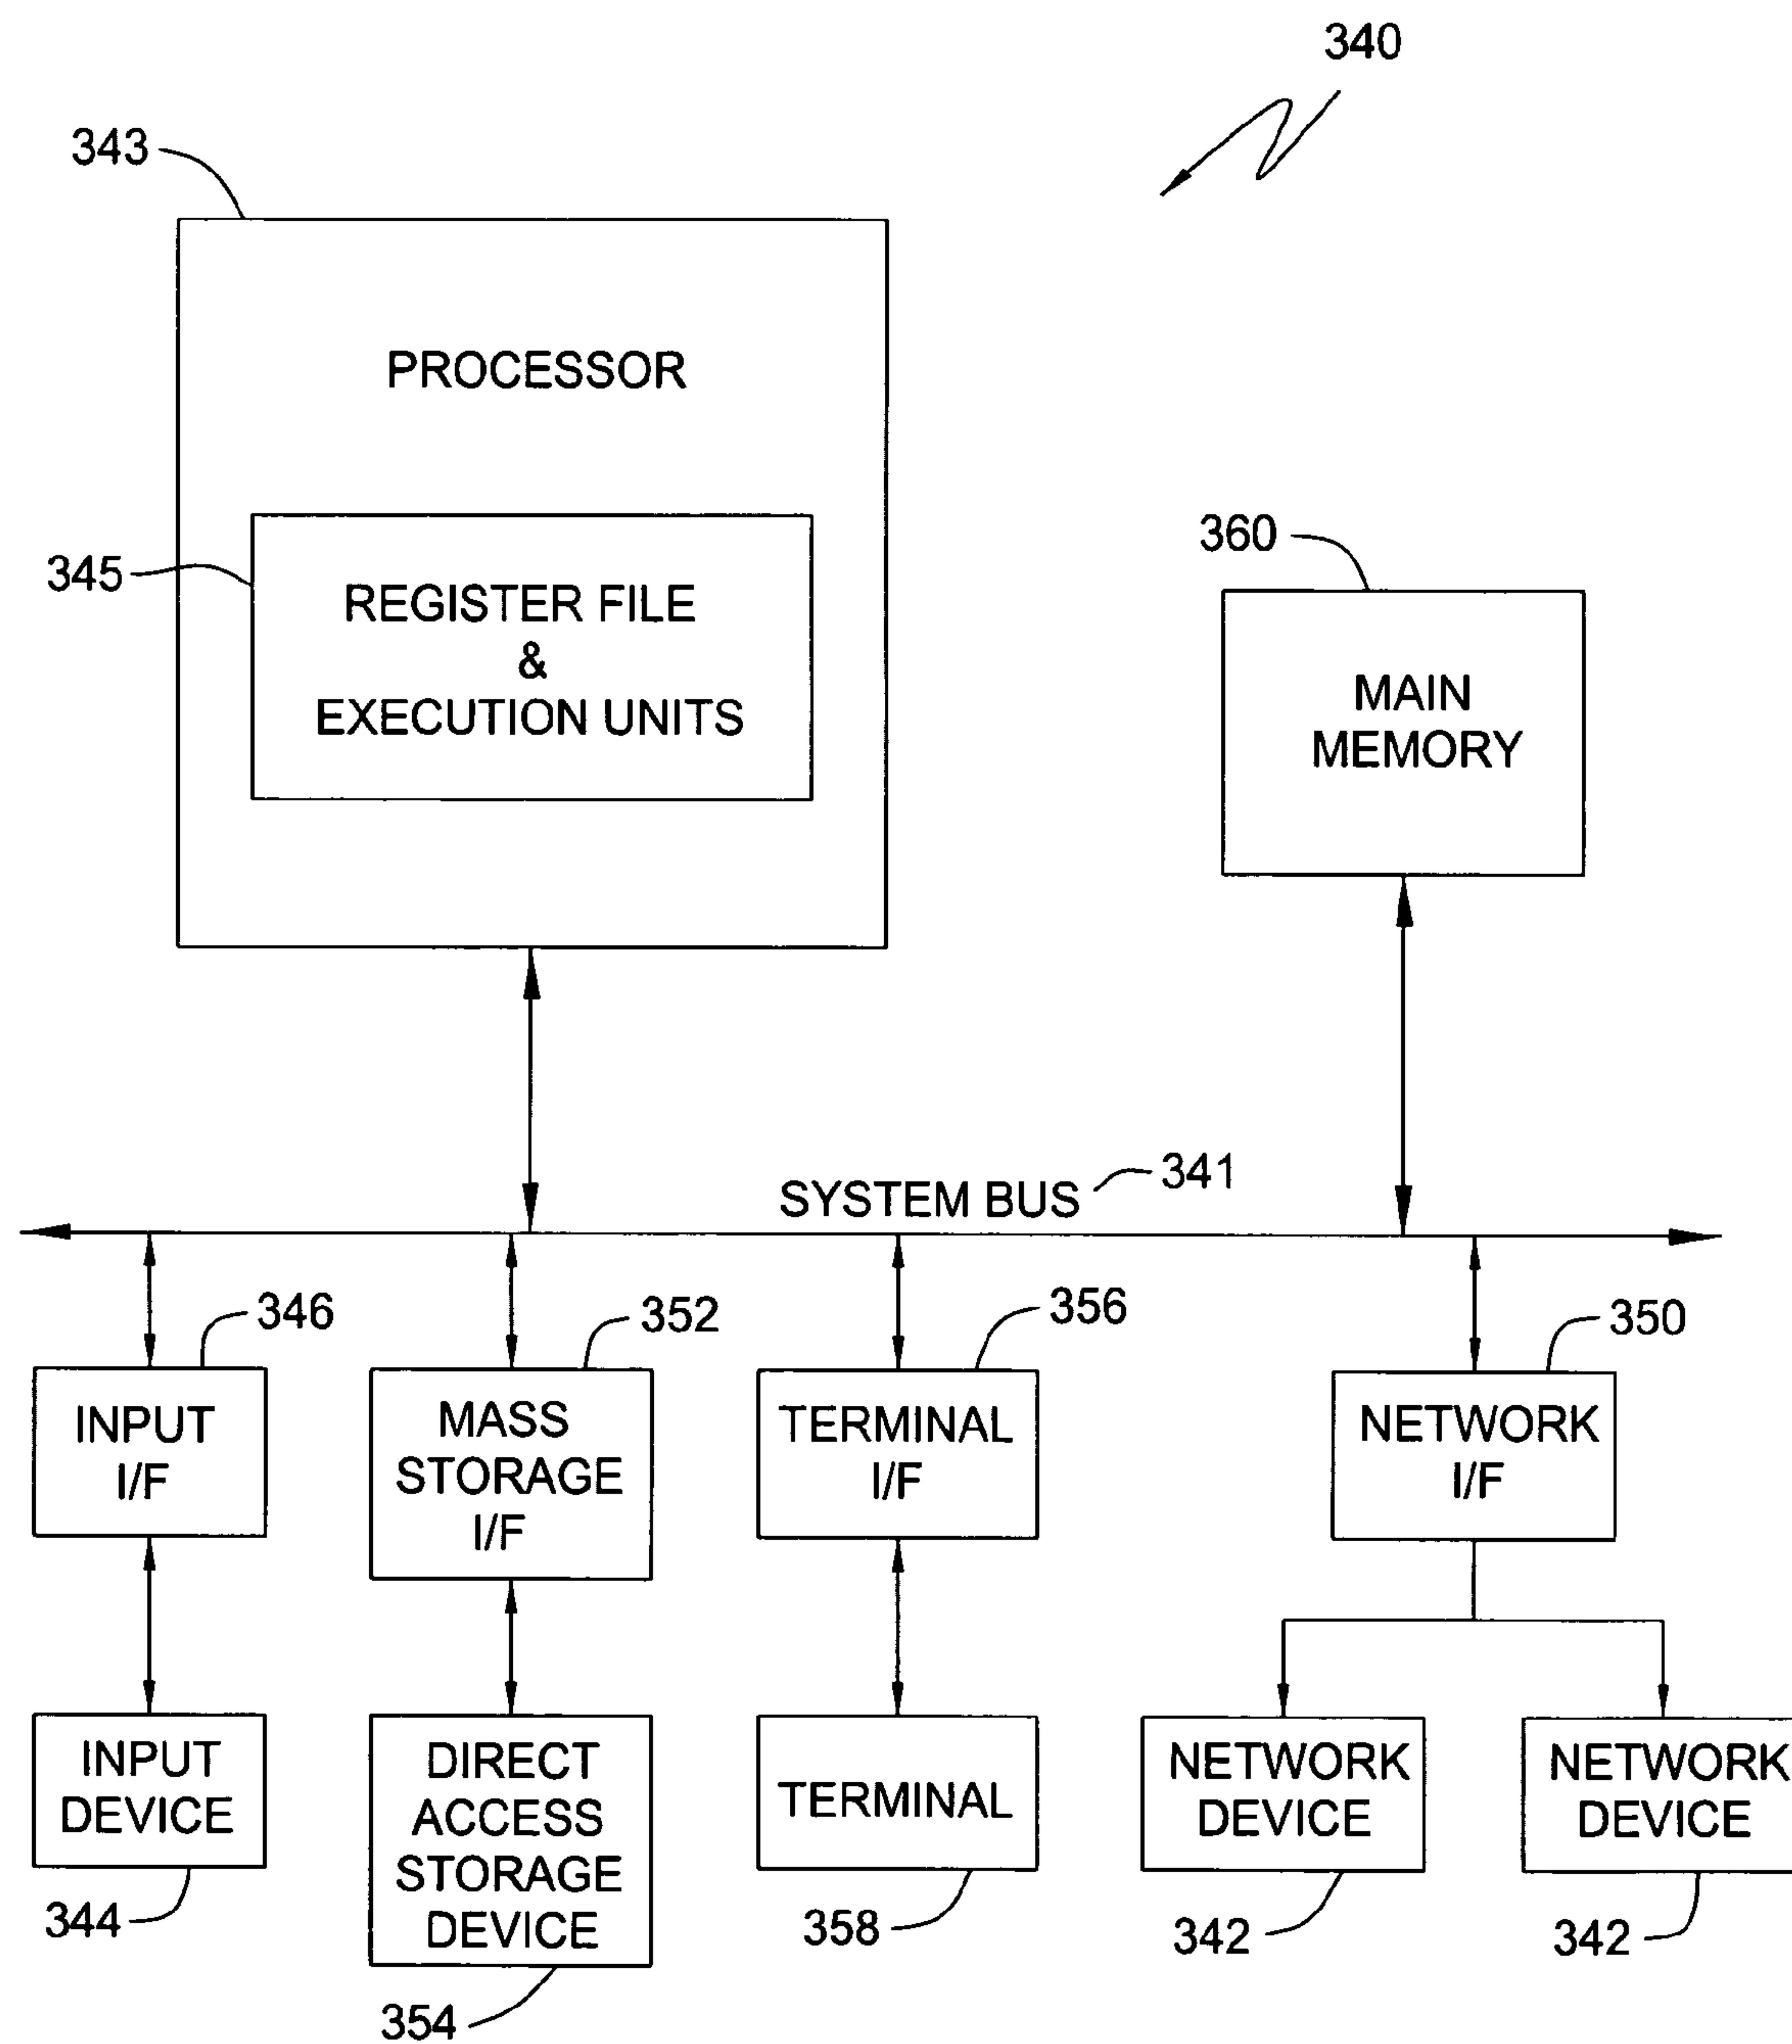 340
343
PROCESSOR
345
REGISTER FILE
&
EXECUTION UNITS
360
MAIN
MEMORY
SYSTEM BUS
341
346
INPUT
I/F
352
MASS
STORAGE
I/F
356
TERMINAL
I/F
350
NETWORK
I/F
INPUT
DEVICE
344
DIRECT
ACCESS
STORAGE
DEVICE
354
TERMINAL
358
NETWORK
DEVICE
342
NETWORK
DEVICE
342